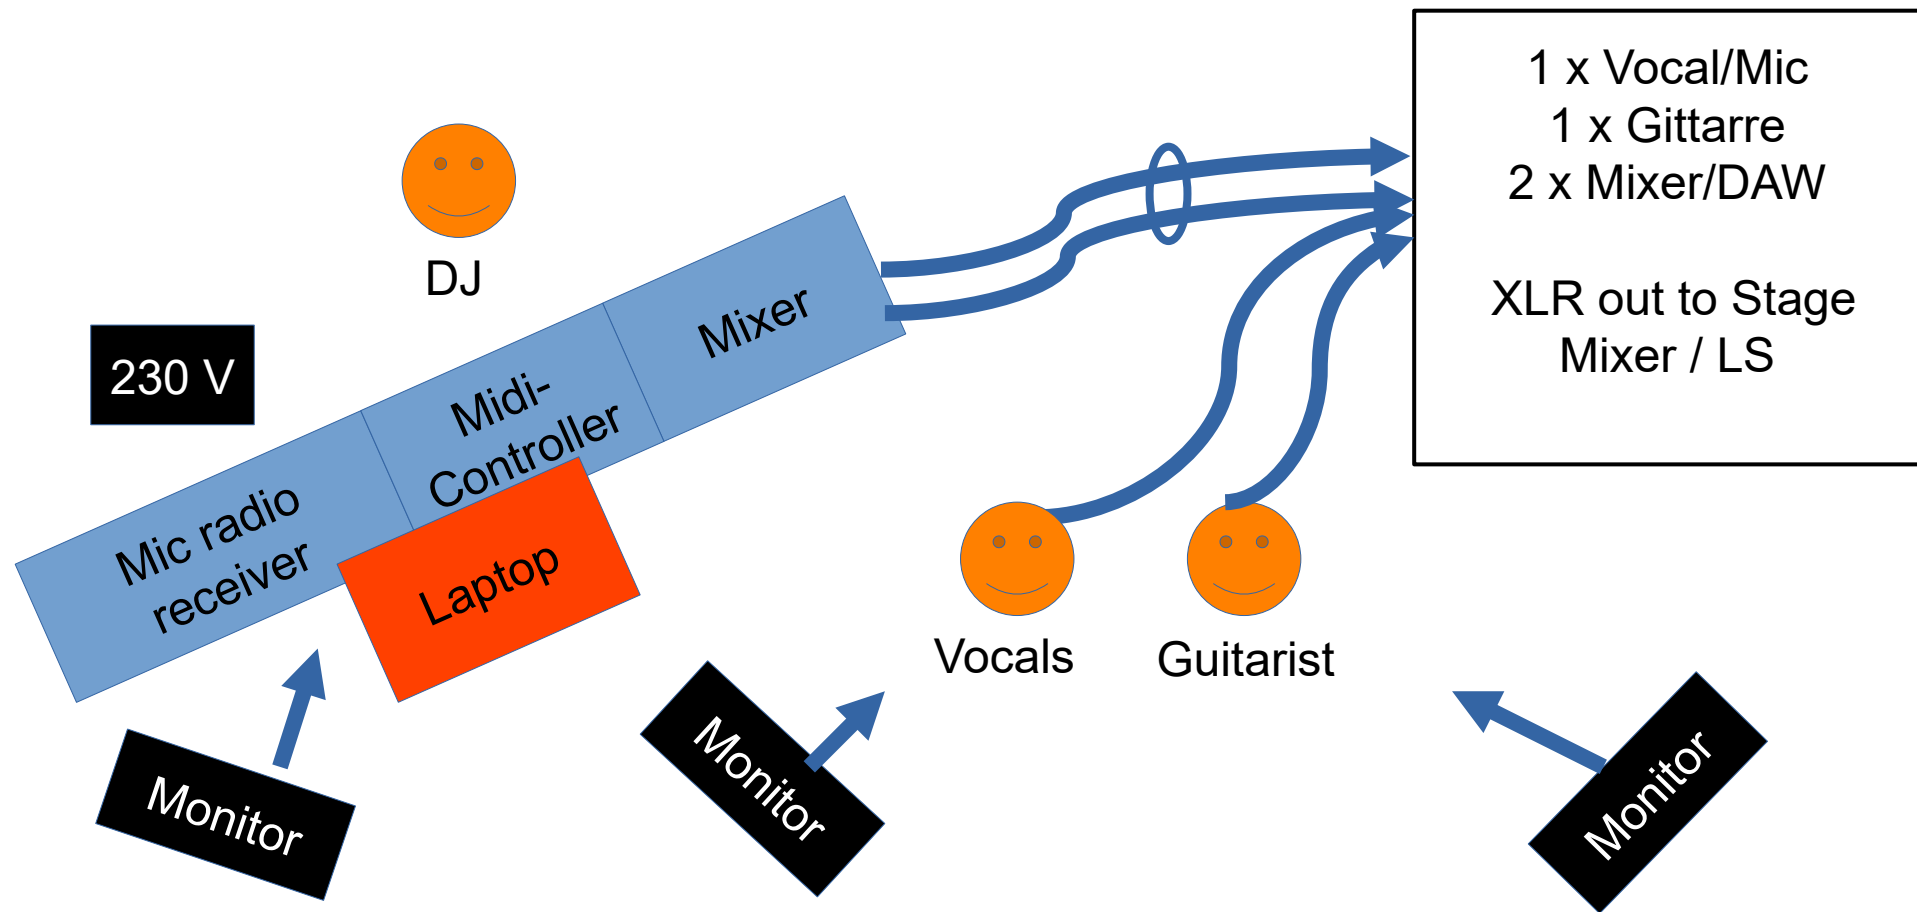 1 x Vocal/Mic
1 x Gittarre
2 x Mixer/DAW
XLR out to Stage
Mixer / LS
DJ
230 V
Mixer
Midi-
Controller
Mic radio
receiver
Laptop
Vocals
Guitarist
Monitor
Monitor
Monitor